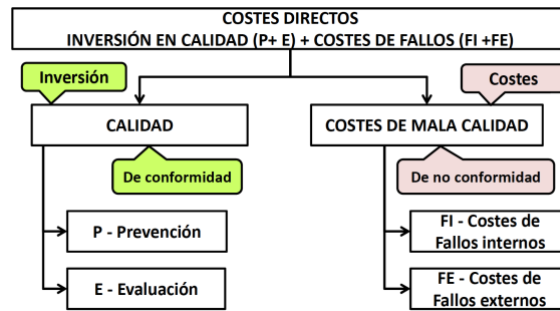 COSTES DIRECTOS
INVERSIÓN EN CALIDAD (P+ E) + COSTES DE FALLOS (FI +FE)
Inversión
Costes
CALIDAD
COSTES DE MALA CALIDAD
De conformidad
De no conformidad
P - Prevención
FI - Costes de
Fallos internos
E - Evaluación
FE - Costes de
Fallos externos